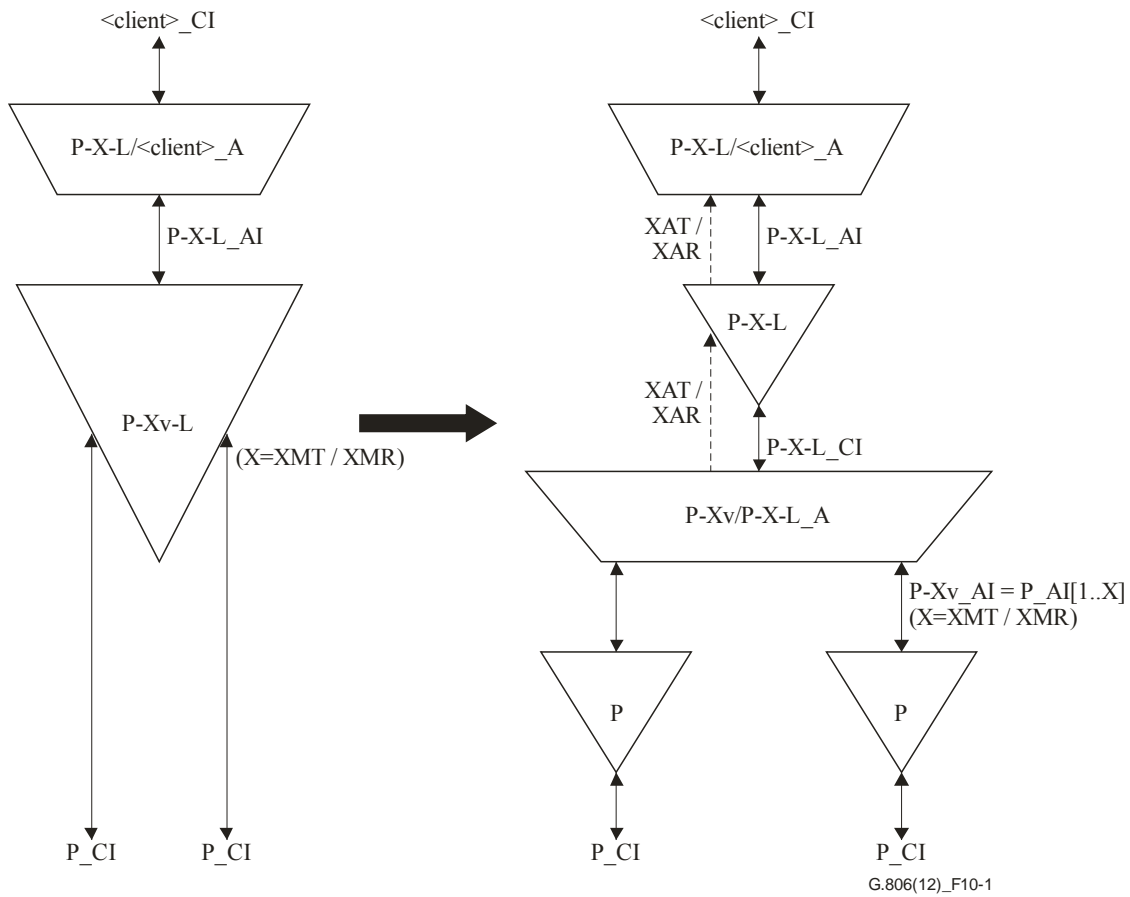 <client>_CI
<client>_CI
P-X-L/<client>_A
P-X-L/<client>_A
P-X-L_AI
XAT /
XAR
P-X-L_AI
P-X-L
P-Xv-L
(X=XMT / XMR)
XAT /
XAR
P-X-L_CI
P-Xv/P-X-L_A
P-Xv_AI = P_AI[1..X]
(X=XMT / XMR)
P
P
P_CI
P_CI
P_CI
P_CI
G.806(12)_F10-1